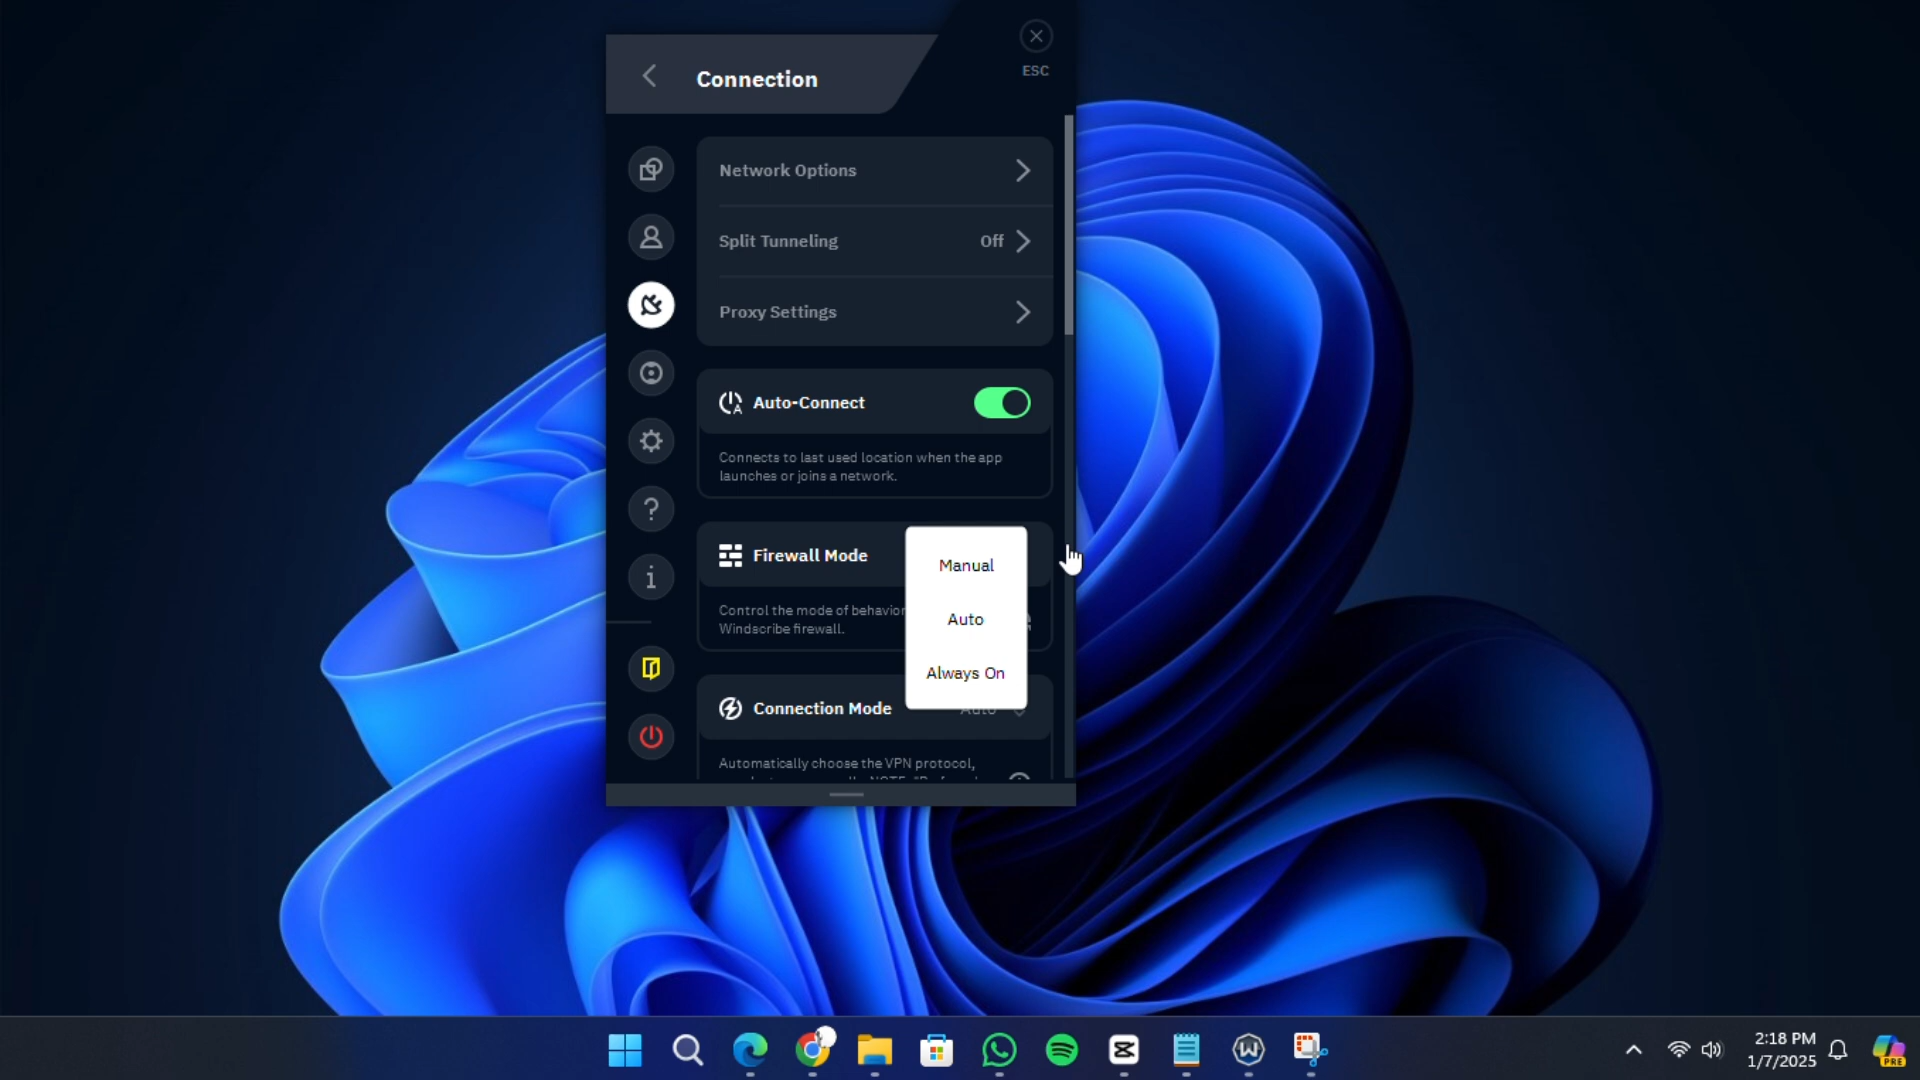 Connection
ESC
Network Options
Split Tunneling Off
Proxy Settings
Auto-Connect
Connects to last used location when the app
launches or joins a network.
Firewall Mode
Manual
Control the mode of behavior
Windscribe firewall.
Auto
Always On
Connection Mode Auto
Automatically choose the VPN protocol,
2:18 PM
1/7/2025
PRE